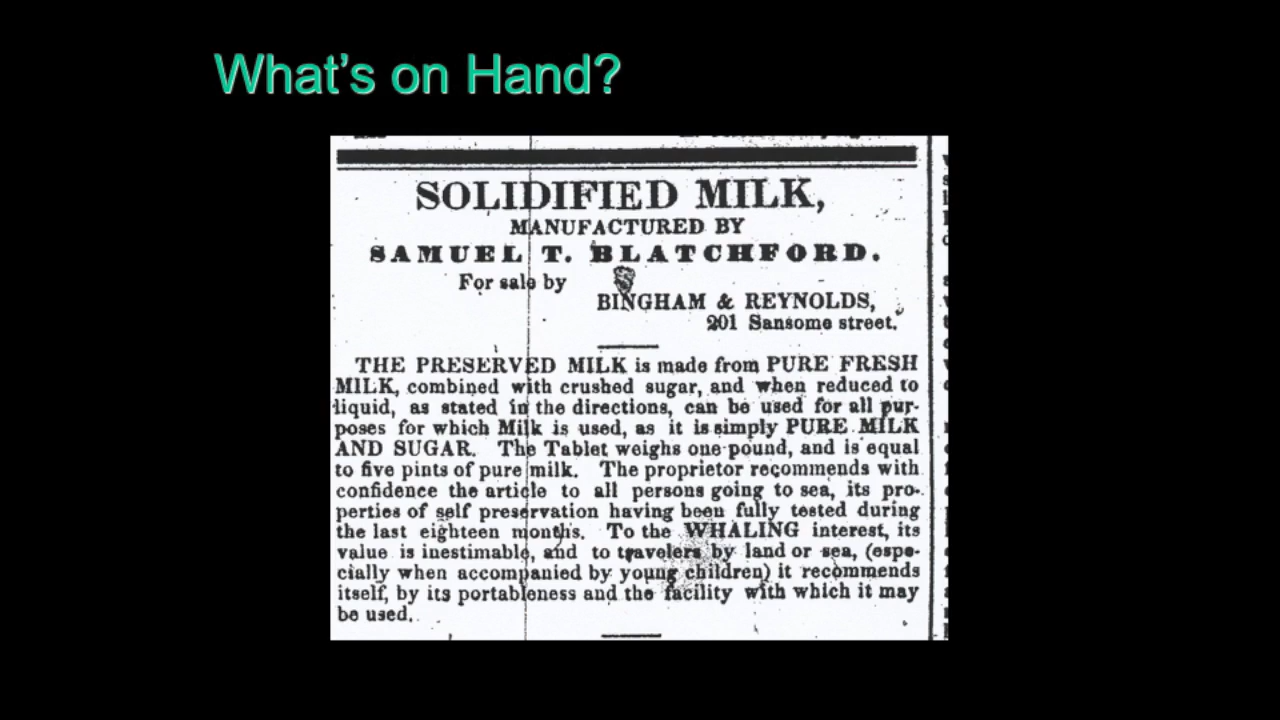 What's on Hand?
SOLIDIFIED MILK,
MANUFACTURED BY
SAMUEL T. BLATCHFORD.
For sale by
BINGHAM & REYNOLDS,
201 Sansome street.
THE PRESERVED MILK is made from PURE FRESH
MILK, combined with crushed sugar, and when reduced to
liquid, as stated in the directions, can be used for all pur-
poses for which Milk is used, as it is simply PURE MILK
AND SUGAR. The Tablet weighs one pound, and is equal
to five pints of pure milk. The proprietor recommends with
confidence the article to all persons going to sea, its pro-
perties of self preservation having been fully tested during
the last eighteen months. To the WHALING interest, its
value is inestimable, and to travelers by land or sea, (espe-
cially when accompanied by young children) it recommends
itself, by its portableness and the facility with which it may
be used.